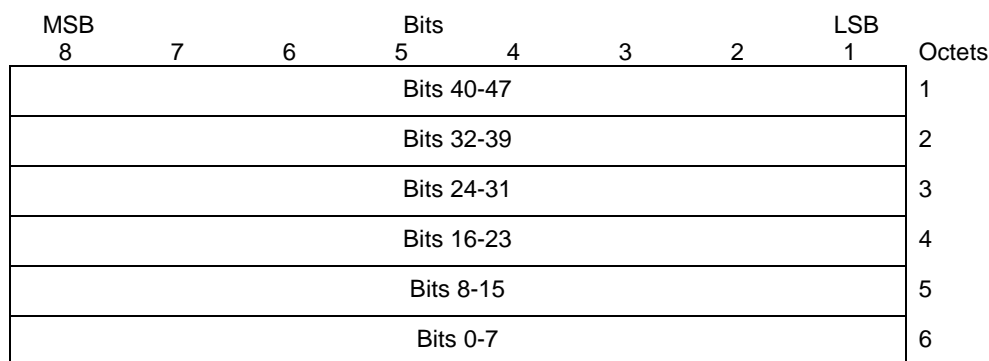 MSB Bits LSB
8 7 6 5 4 3 2 1 Octets
Bits 40-47 1
Bits 32-39 2
Bits 24-31 3
Bits 16-23 4
Bits 8-15 5
Bits 0-7 6